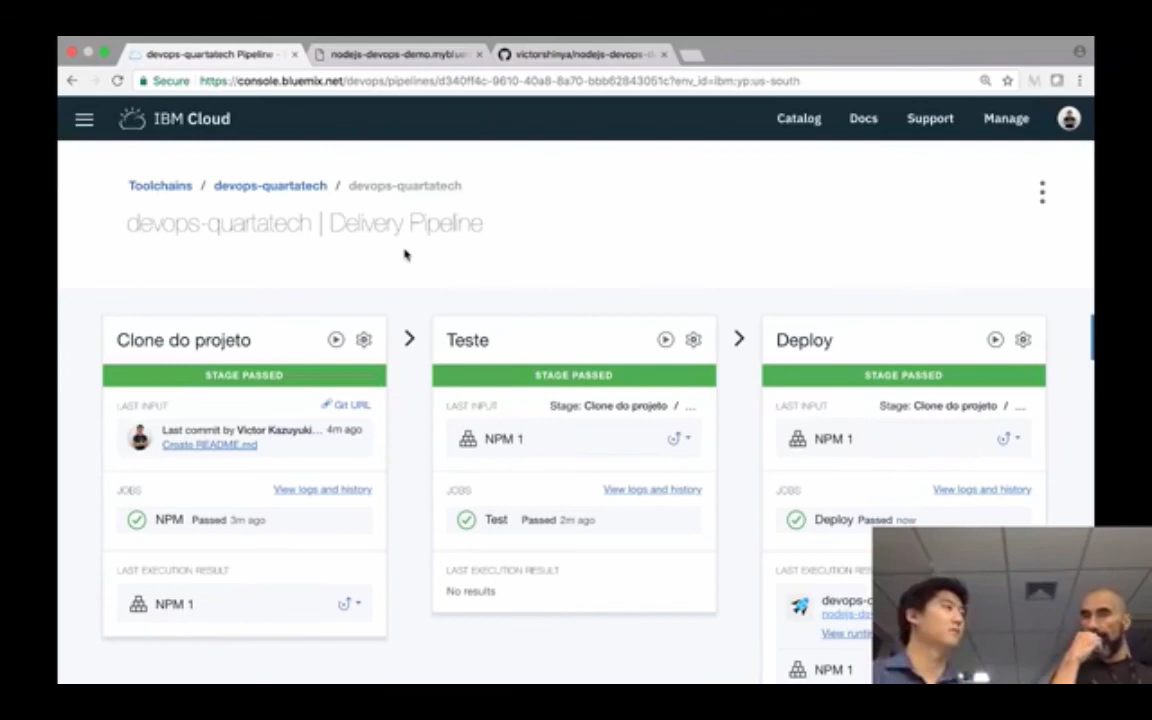 devops-quartatech Pipeline -
nodejs-devops-demo.mybluem
victorshinya/nodejs-devops-d
Secure https://console.bluemix.net/devops/pipelines/d340ff4c-9610-40a8-8a70-bbb62843051c?env_id=ibm:yp:us-south
IBM Cloud
Catalog Docs Support Manage
Toolchains / devops-quartatech / devops-quartatech
devops-quartatech | Delivery Pipeline
Clone do projeto
STAGE PASSED
LAST INPUT Git URL
Last commit by Victor Kazuyuki... 4m ago
Create README.md
JOBS View logs and history
NPM Passed 3m ago
LAST EXECUTION RESULT
NPM 1
Teste
STAGE PASSED
LAST INPUT Stage: Clone do projeto / ...
NPM 1
JOBS View logs and history
Test Passed 2m ago
LAST EXECUTION RESULT
No results
Deploy
STAGE PASSED
LAST INPUT Stage: Clone do projeto / ...
NPM 1
JOBS View logs and history
Deploy Passed now
LAST EXECUTION RES
devops-c
nodejs-de
View runti
NPM 1